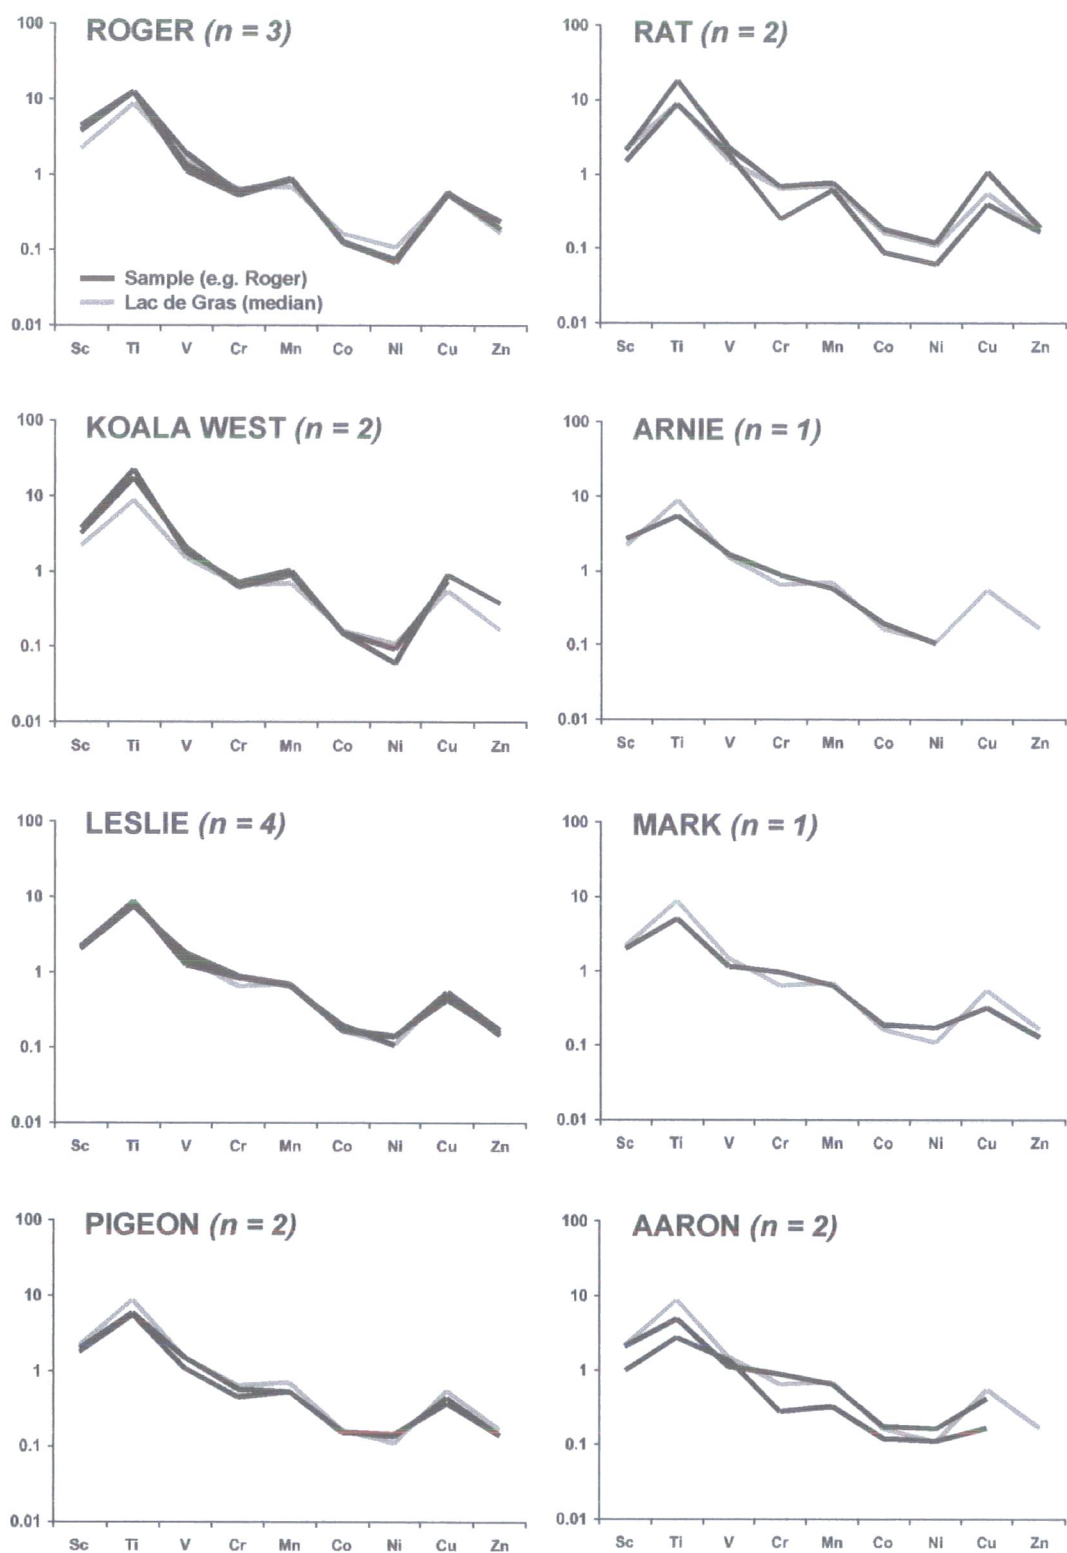 ROGER (n = 3)
100
10
1
0.1
0.01
Sample (e.g. Roger)
Lac de Gras (median)
Sc Ti V Cr Mn Co Ni Cu Zn
RAT (n = 2)
100
10
1
0.1
0.01
Sc Ti V Cr Mn Co Ni Cu Zn
KOALA WEST (n = 2)
100
10
1
0.1
0.01
Sc Ti V Cr Mn Co Ni Cu Zn
ARNIE (n = 1)
100
10
1
0.1
0.01
Sc Ti V Cr Mn Co Ni Cu Zn
LESLIE (n = 4)
100
10
1
0.1
0.01
Sc Ti V Cr Mn Co Ni Cu Zn
MARK (n = 1)
100
10
1
0.1
0.01
Sc Ti V Cr Mn Co Ni Cu Zn
PIGEON (n = 2)
100
10
1
0.1
0.01
Sc Ti V Cr Mn Co Ni Cu Zn
AARON (n = 2)
100
10
1
0.1
0.01
Sc Ti V Cr Mn Co Ni Cu Zn